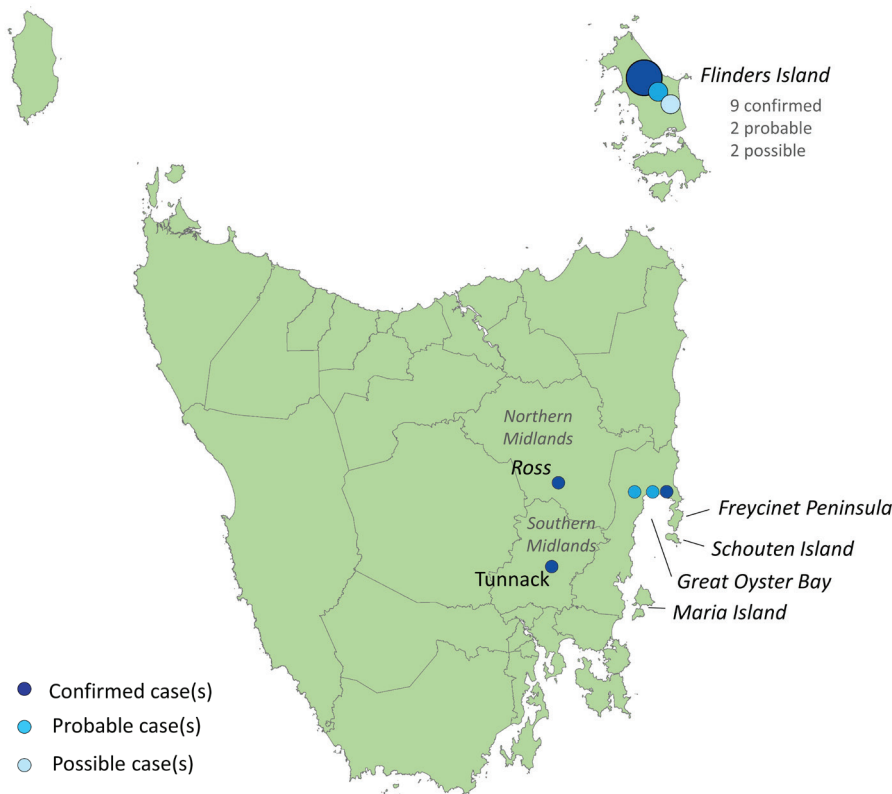 Flinders Island
9 confirmed
2 probable
2 possible
Northern
Midlands
Ross
Freycinet Peninsula
Southern
Midlands
Schouten Island
Tunnack
Great Oyster Bay
Maria Island
Confirmed case(s)
Probable case(s)
Possible case(s)